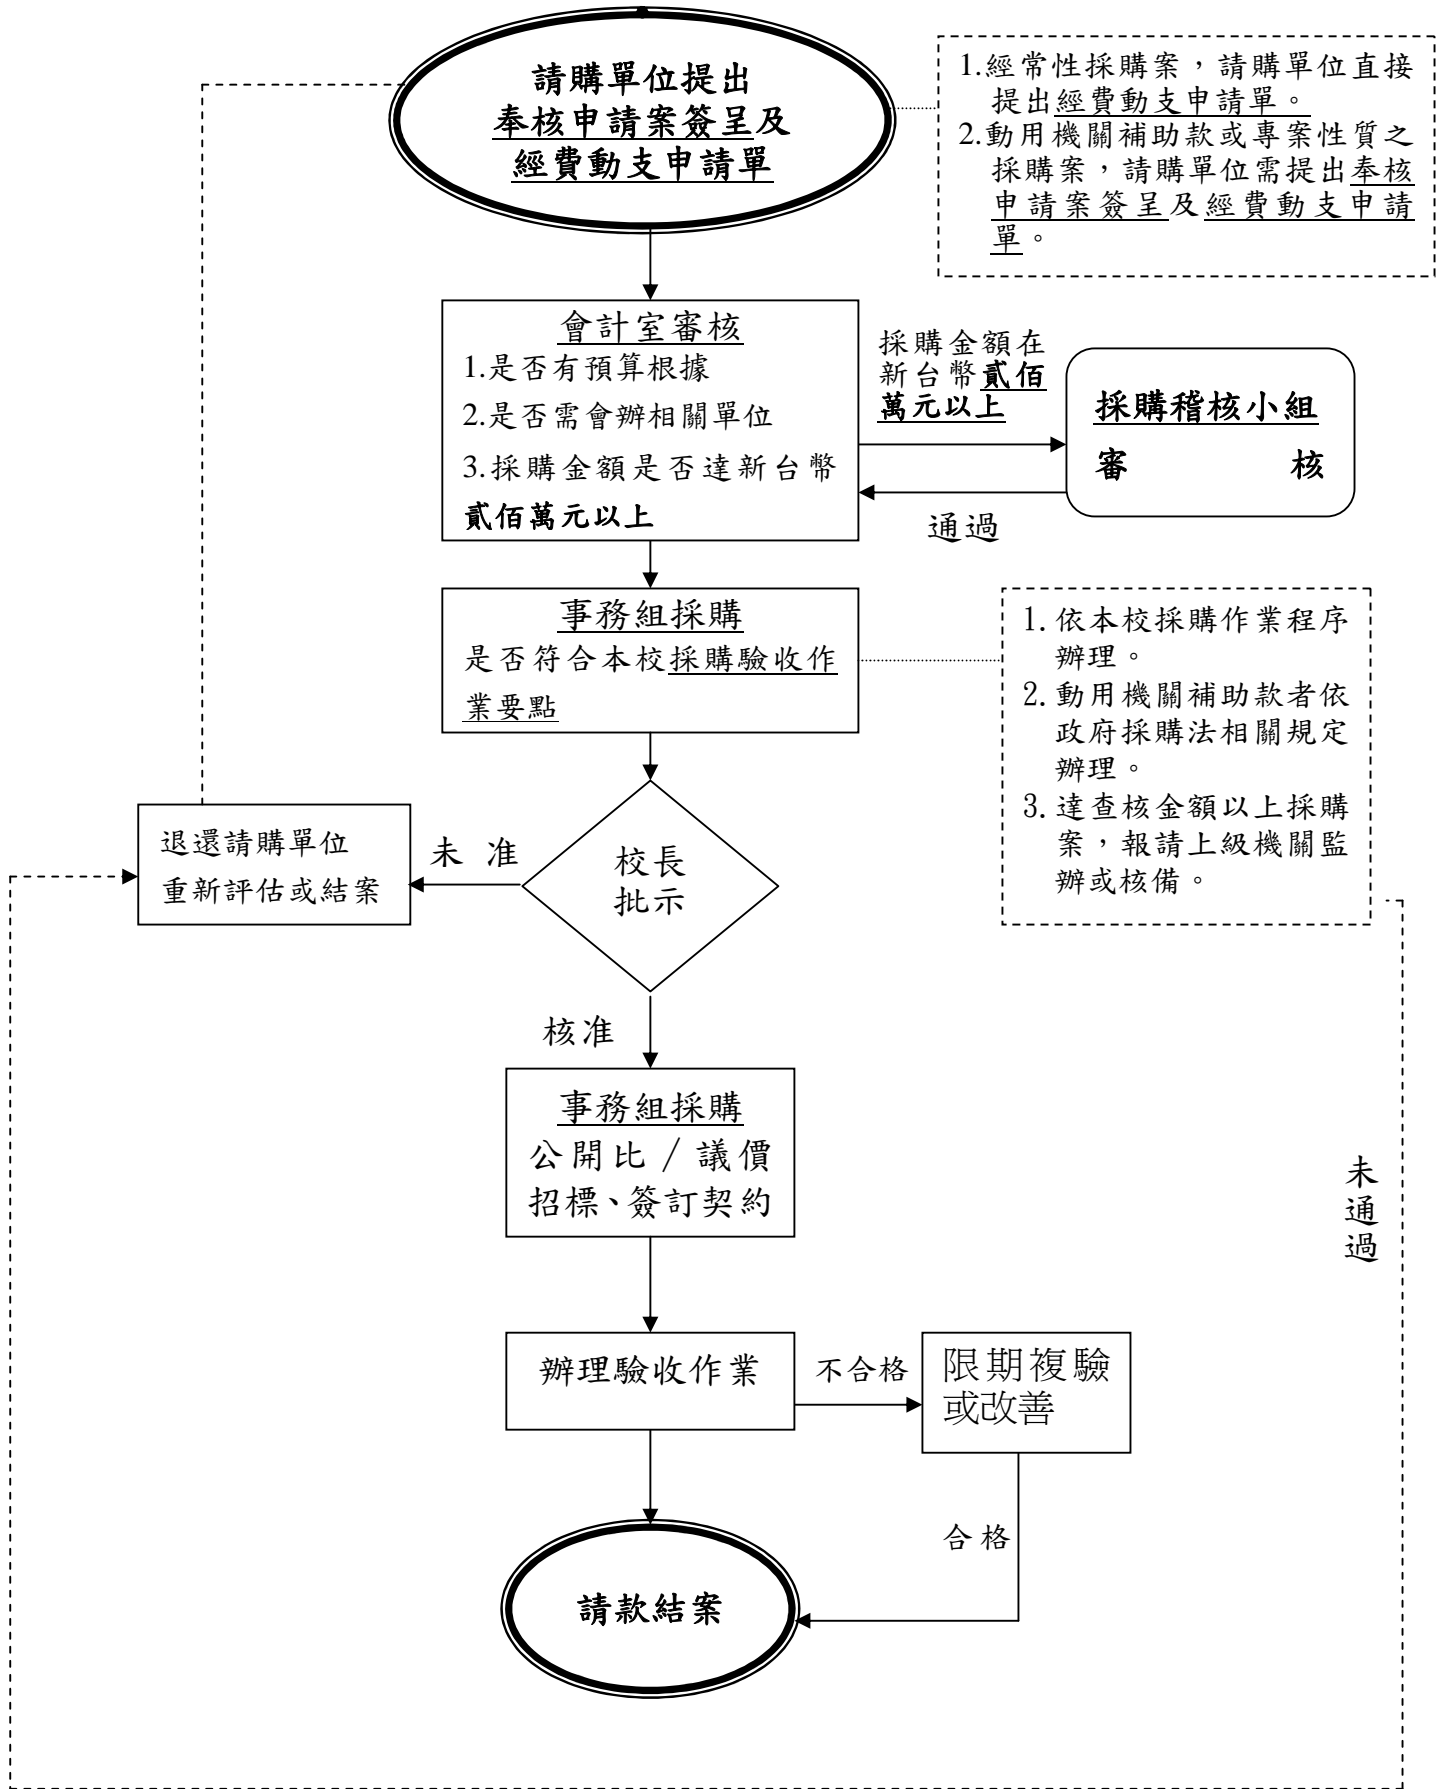 請購單位提出
奉核申請案簽呈及
經費動支申請單
1.經常性採購案，請購單位直接
提出經費動支申請單。
2.動用機關補助款或專案性質之
採購案，請購單位需提出奉核
申請案簽呈及經費動支申請
單。
會計室審核
1.是否有預算根據
2.是否需會辦相關單位
3.採購金額是否達新台幣
貳佰萬元以上
採購金額在
新台幣貳佰
萬元以上
採購稽核小組
審 核
通過
事務組採購
是否符合本校採購驗收作
業要點
1.依本校採購作業程序
辦理。
2.動用機關補助款者依
政府採購法相關規定
辦理。
3.達查核金額以上採購
案，報請上級機關監
辦或核備。
退還請購單位
重新評估或結案
未 准
校長
批示
核准
事務組採購
公開比／議價
招標、簽訂契約
未通過
辦理驗收作業
不合格
限期複驗
或改善
合格
請款結案